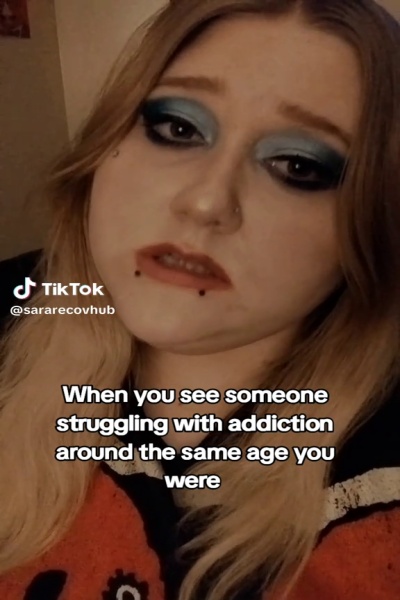 TikTok
@sararecovhub
When you see someone
struggling with addiction
around the same age you
were